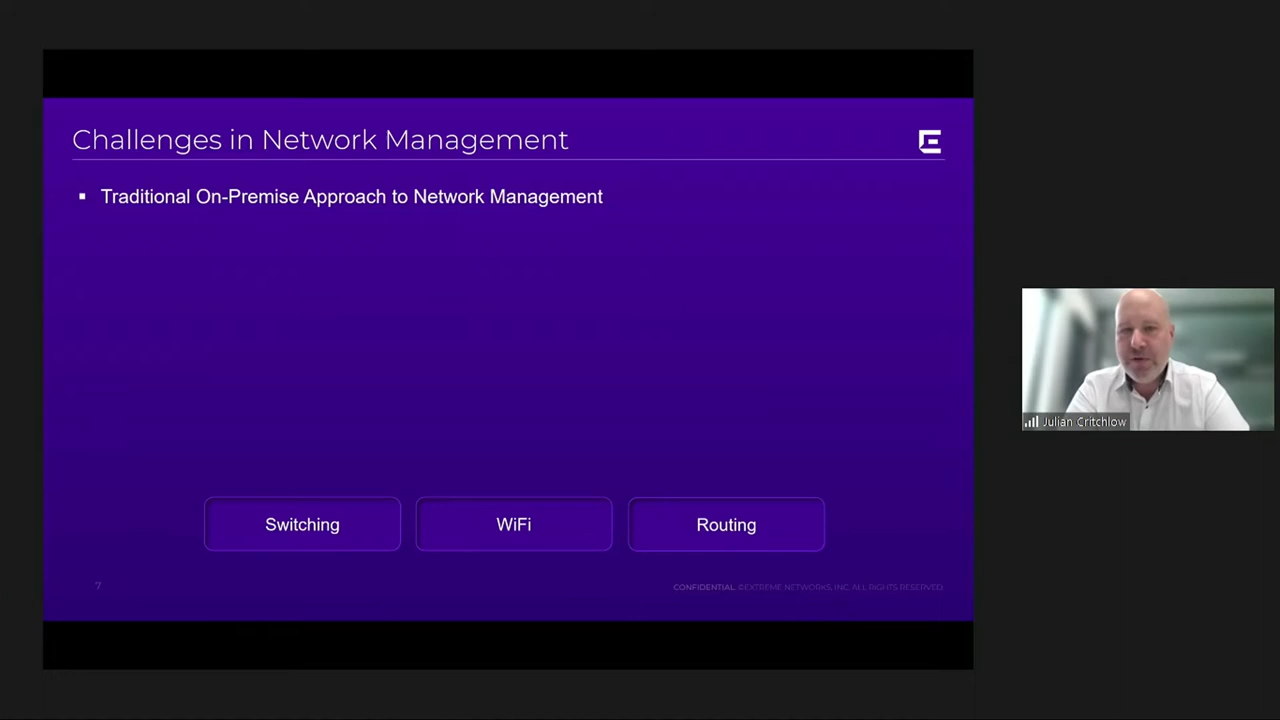 Challenges in Network Management
▪ Traditional On-Premise Approach to Network Management
Switching
WiFi
Routing
7
CONFIDENTIAL. ©EXTREME NETWORKS, INC. ALL RIGHTS RESERVED.
Julian Critchlow